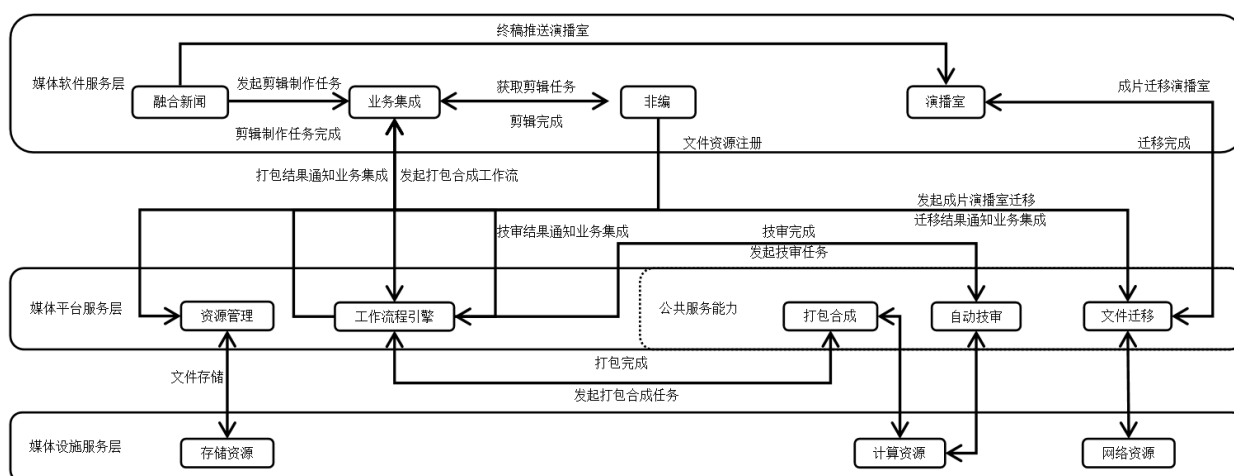 终稿推送演播室
媒体软件服务层
发起剪辑制作任务
获取剪辑任务
成片迁移演播室
融合新闻
业务集成
非编
演播室
剪辑制作任务完成
剪辑完成
文件资源注册
迁移完成
打包结果通知业务集成
发起打包合成工作流
发起成片演播室迁移
迁移结果通知业务集成
技审结果通知业务集成
技审完成
发起技审任务
媒体平台服务层
资源管理
工作流程引擎
公共服务能力
打包合成
自动技审
文件迁移
打包完成
文件存储
发起打包合成任务
媒体设施服务层
存储资源
计算资源
网络资源